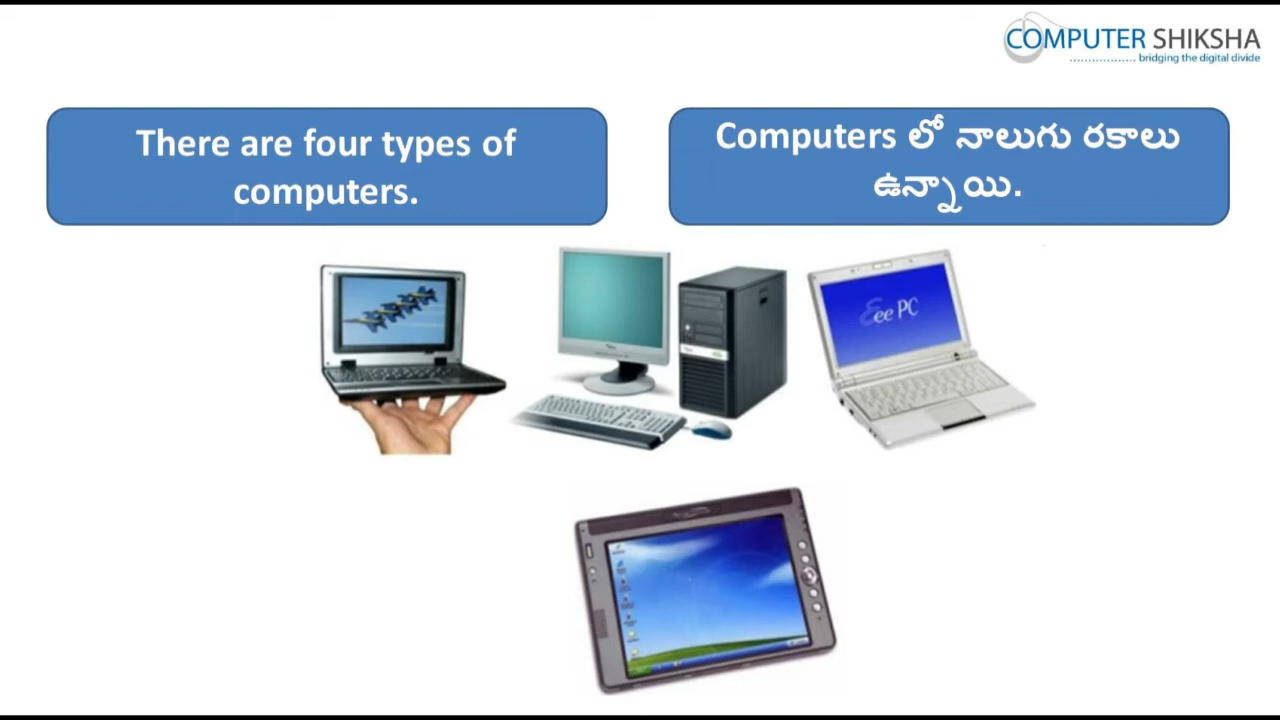 COMPUTER SHIKSHA
bridging the digital divide
There are four types of
computers.
Computers లో నాలుగు రకాలు
ఉన్నాయి.
Eee PC